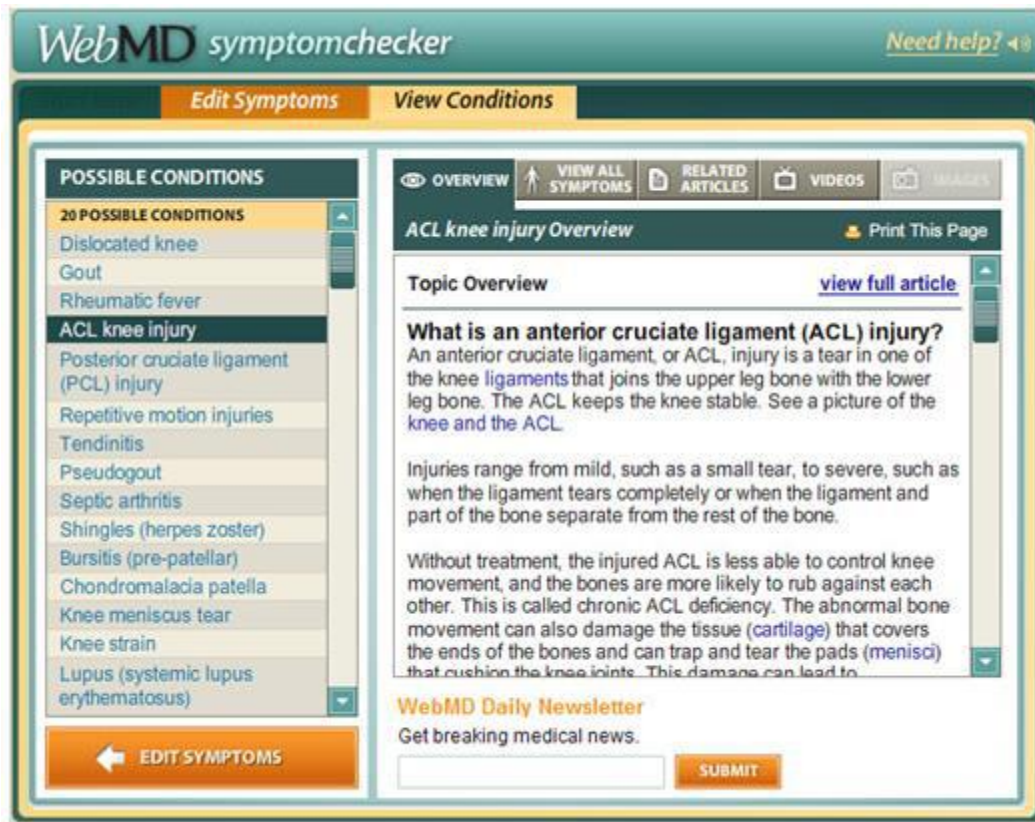 WebMD symptomchecker
Need help?
Edit Symptoms
View Conditions
POSSIBLE CONDITIONS
20 POSSIBLE CONDITIONS
Dislocated knee
Gout
Rheumatic fever
ACL knee injury
Posterior cruciate ligament
(PCL) injury
Repetitive motion injuries
Tendinitis
Pseudogout
Septic arthritis
Shingles (herpes zoster)
Bursitis (pre-patellar)
Chondromalacia patella
Knee meniscus tear
Knee strain
Lupus (systemic lupus
erythematosus)
EDIT SYMPTOMS
OVERVIEW
VIEW ALL
SYMPTOMS
RELATED
ARTICLES
VIDEOS
IMAGES
ACL knee injury Overview
Print This Page
Topic Overview
view full article
What is an anterior cruciate ligament (ACL) injury?
An anterior cruciate ligament, or ACL, injury is a tear in one of
the knee ligaments that joins the upper leg bone with the lower
leg bone. The ACL keeps the knee stable. See a picture of the
knee and the ACL.
Injuries range from mild, such as a small tear, to severe, such as
when the ligament tears completely or when the ligament and
part of the bone separate from the rest of the bone.
Without treatment, the injured ACL is less able to control knee
movement, and the bones are more likely to rub against each
other. This is called chronic ACL deficiency. The abnormal bone
movement can also damage the tissue (cartilage) that covers
the ends of the bones and can trap and tear the pads (menisci)
that cushion the knee joints. This damage can lead to
WebMD Daily Newsletter
Get breaking medical news.
SUBMIT